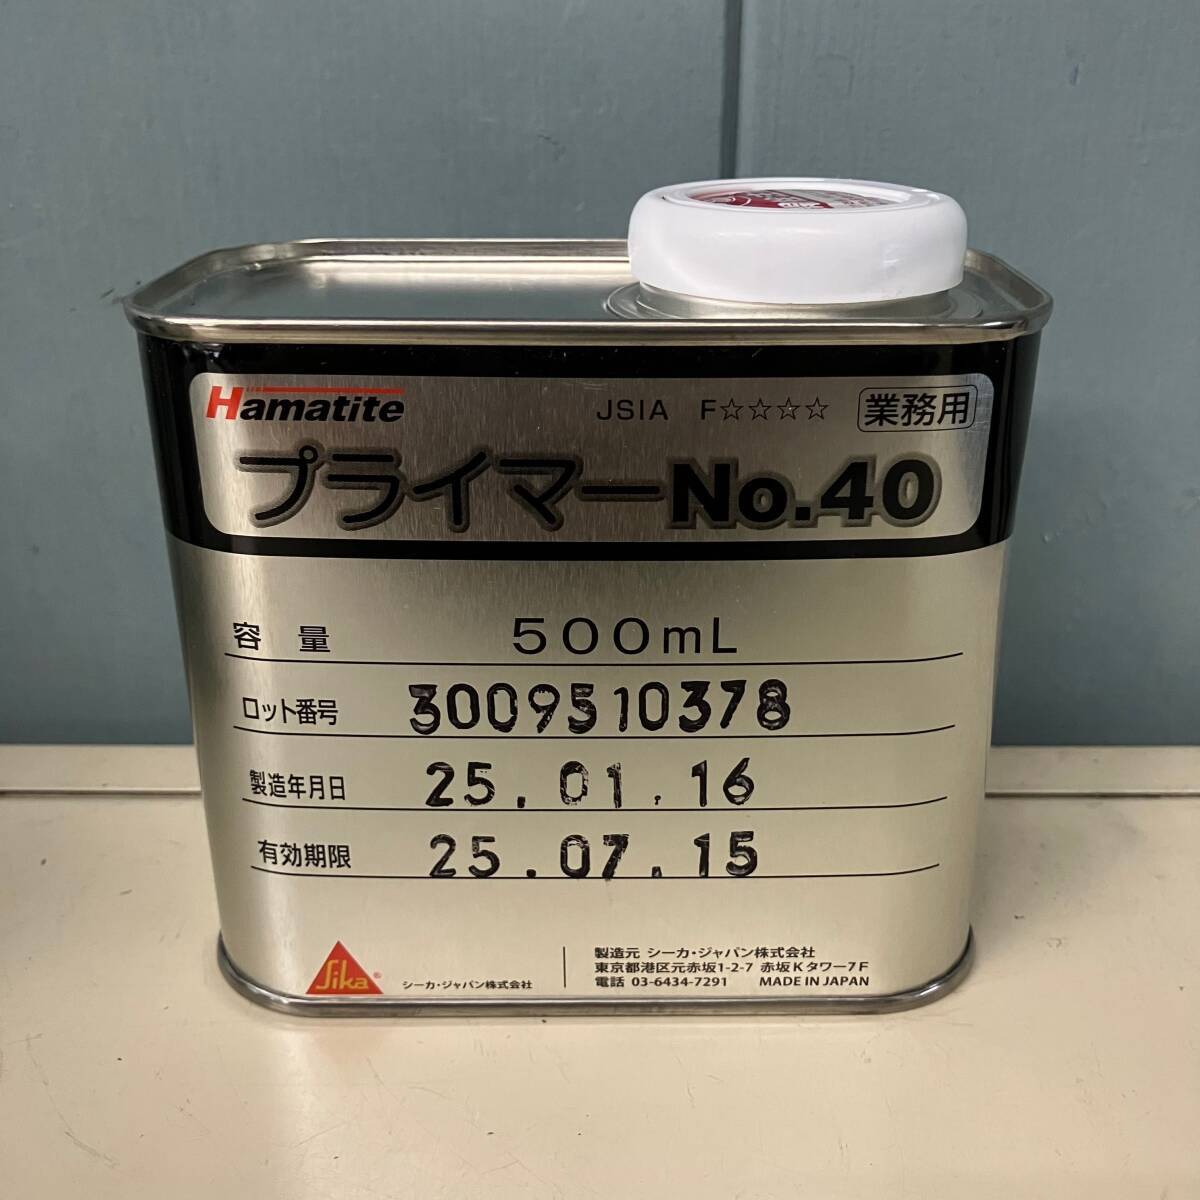 Hamatite JSIA F☆☆☆☆ 業務用
プライマーNo.40
容量 500mL
ロット番号 3009510378
製造年月日 25.01.16
有効期限 25.07.15
Sika® シーカ・ジャパン株式会社
製造元 シーカ・ジャパン株式会社
東京都港区元赤坂1-2-7 赤坂Kタワー7F
電話 03-6434-7291 MADE IN JAPAN